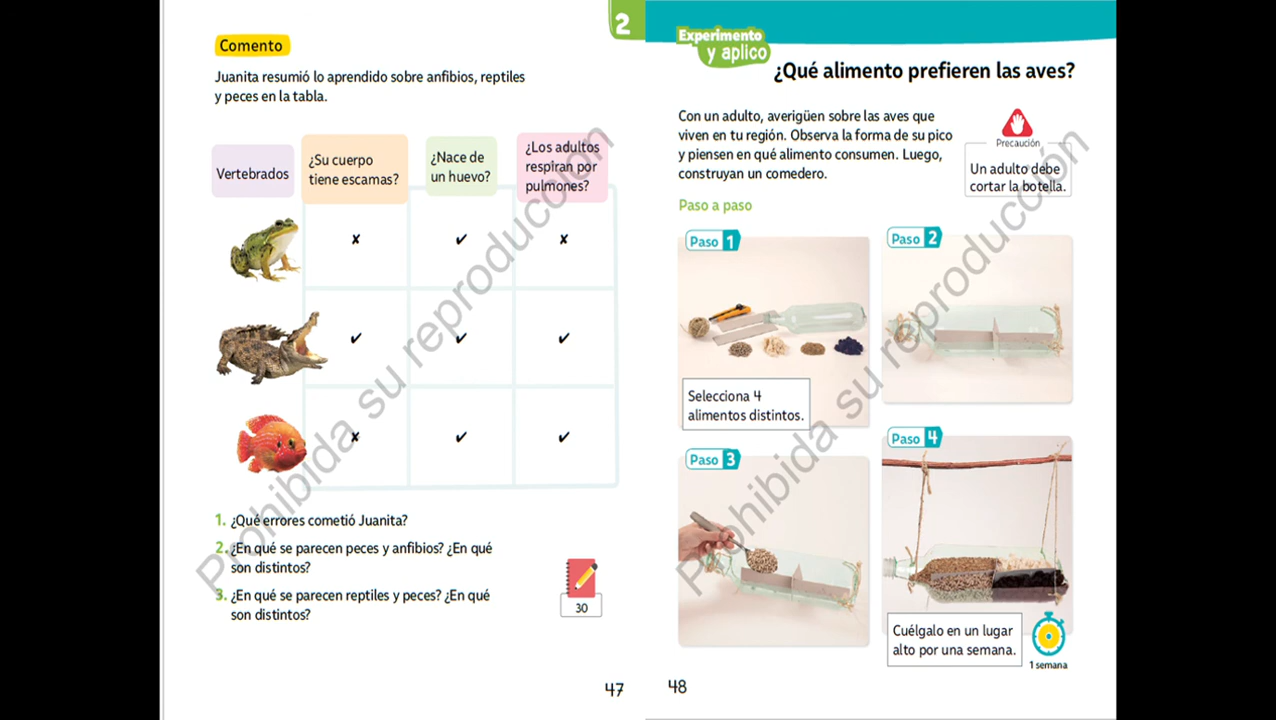 Comento
Juanita resumió lo aprendido sobre anfibios, reptiles
y peces en la tabla.
Vertebrados
¿Su cuerpo
tiene escamas?
¿Nace de
un huevo?
¿Los adultos
respiran por
pulmones?
✘ ✔ ✘
✔ ✔ ✔
✘ ✔ ✔
1. ¿Qué errores cometió Juanita?
2. ¿En qué se parecen peces y anfibios? ¿En qué
son distintos?
3. ¿En qué se parecen reptiles y peces? ¿En qué
son distintos?
30
47
Prohibida su reproducción
2
Experimento
y aplico
¿Qué alimento prefieren las aves?
Con un adulto, averigüen sobre las aves que
viven en tu región. Observa la forma de su pico
y piensen en qué alimento consumen. Luego,
construyan un comedero.
Precaución
Un adulto debe
cortar la botella.
Paso a paso
Paso 1
Selecciona 4
alimentos distintos.
Paso 2
Paso 3
Paso 4
Cuélgalo en un lugar
alto por una semana.
1 semana
48
Prohibida su reproducción